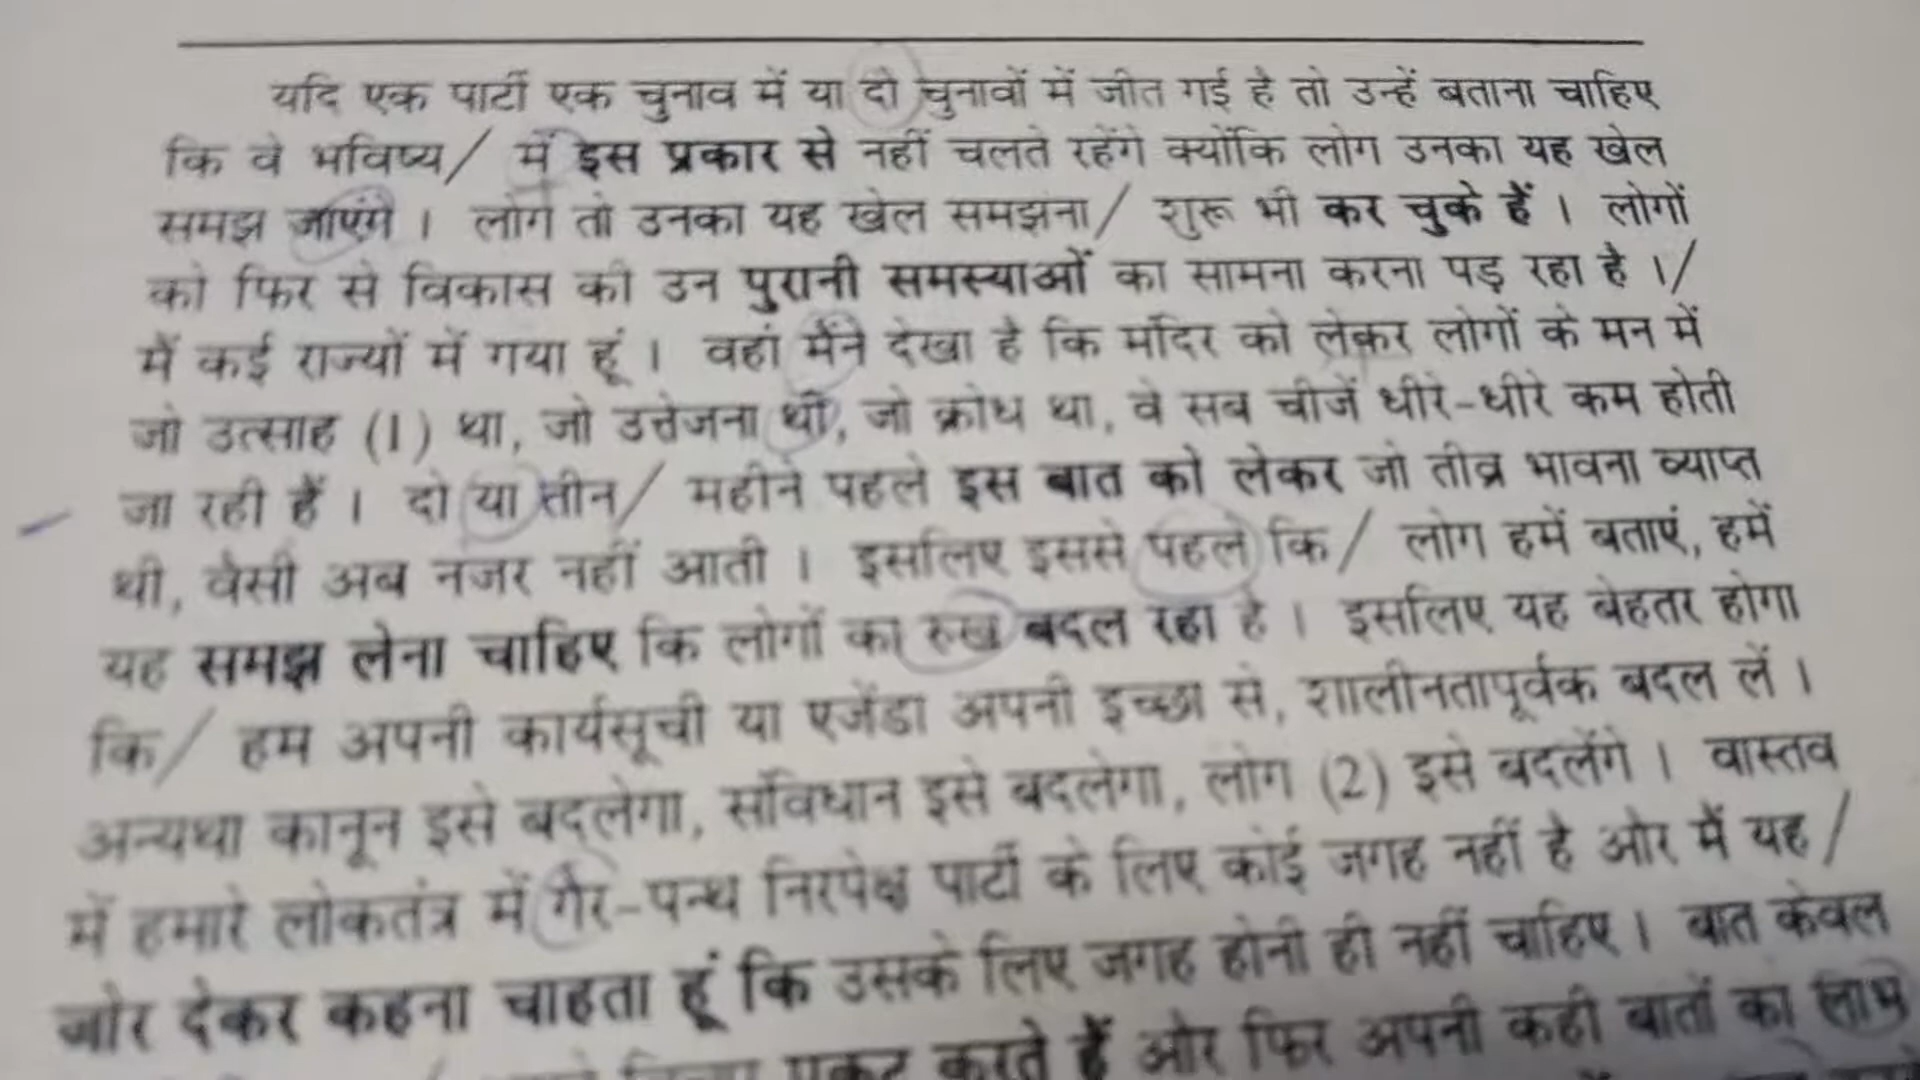 यदि एक पार्टी एक चुनाव में या दो चुनावों में जीत गई है तो उन्हें बताना चाहिए
कि वे भविष्य/ में इस प्रकार से नहीं चलते रहेंगे क्योंकि लोग उनका यह खेल
समझ जाएंगे । लोग तो उनका यह खेल समझना/ शुरू भी कर चुके हैं । लोगों
को फिर से विकास की उन पुरानी समस्याओं का सामना करना पड़ रहा है ।/
मैं कई राज्यों में गया हूं । वहां मैंने देखा है कि मंदिर को लेकर लोगों के मन में
जो उत्साह (1) था, जो उत्तेजना थी, जो क्रोध था, वे सब चीजें धीरे-धीरे कम होती
जा रही हैं । दो या तीन/ महीने पहले इस बात को लेकर जो तीव्र भावना व्याप्त
थी, वैसी अब नजर नहीं आती । इसलिए इससे पहले कि/ लोग हमें बताएं, हमें
यह समझ लेना चाहिए कि लोगों का रुख बदल रहा है । इसलिए यह बेहतर होगा
कि/ हम अपनी कार्यसूची या एजेंडा अपनी इच्छा से, शालीनतापूर्वक बदल लें ।
अन्यथा कानून इसे बदलेगा, संविधान इसे बदलेगा, लोग (2) इसे बदलेंगे । वास्तव
में हमारे लोकतंत्र में गैर-पन्थ निरपेक्ष पार्टी के लिए कोई जगह नहीं है और मैं यह/
जोर देकर कहना चाहता हूं कि उसके लिए जगह होनी ही नहीं चाहिए । बात केवल
प्रकट करते हैं और फिर अपनी कही बातों का लाभ